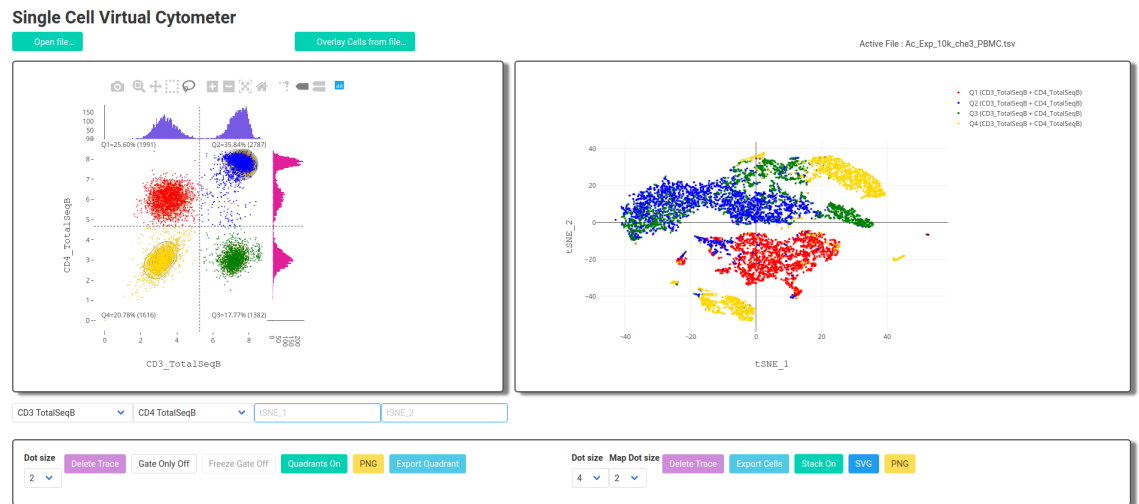 Single Cell Virtual Cytometer
Open file...
Overlay Cells from file...
Active File : Ac_Exp_10k_che3_PBMC.tsv
150
100
50
Q1=25.60% (1991)
Q2=35.84% (2787)
8
7
6
5
4
3
2
1
0
CD4_TotalSeqB
Q4=20.78% (1616)
Q3=17.77% (1382)
0
2
4
6
8
0
50
100
150
200
CD3_TotalSeqB
Q1 (CD3_TotalSeqB + CD4_TotalSeqB)
Q2 (CD3_TotalSeqB + CD4_TotalSeqB)
Q3 (CD3_TotalSeqB + CD4_TotalSeqB)
Q4 (CD3_TotalSeqB + CD4_TotalSeqB)
40
20
0
−20
−40
tSNE_2
−40
−20
0
20
40
tSNE_1
CD3 TotalSeqB
CD4 TotalSeqB
tSNE_1
tSNE_2
Dot size
2
Delete Trace
Gate Only Off
Freeze Gate Off
Quadrants On
PNG
Export Quadrant
Dot size
4
Map Dot size
2
Delete Trace
Export Cells
Stack On
SVG
PNG